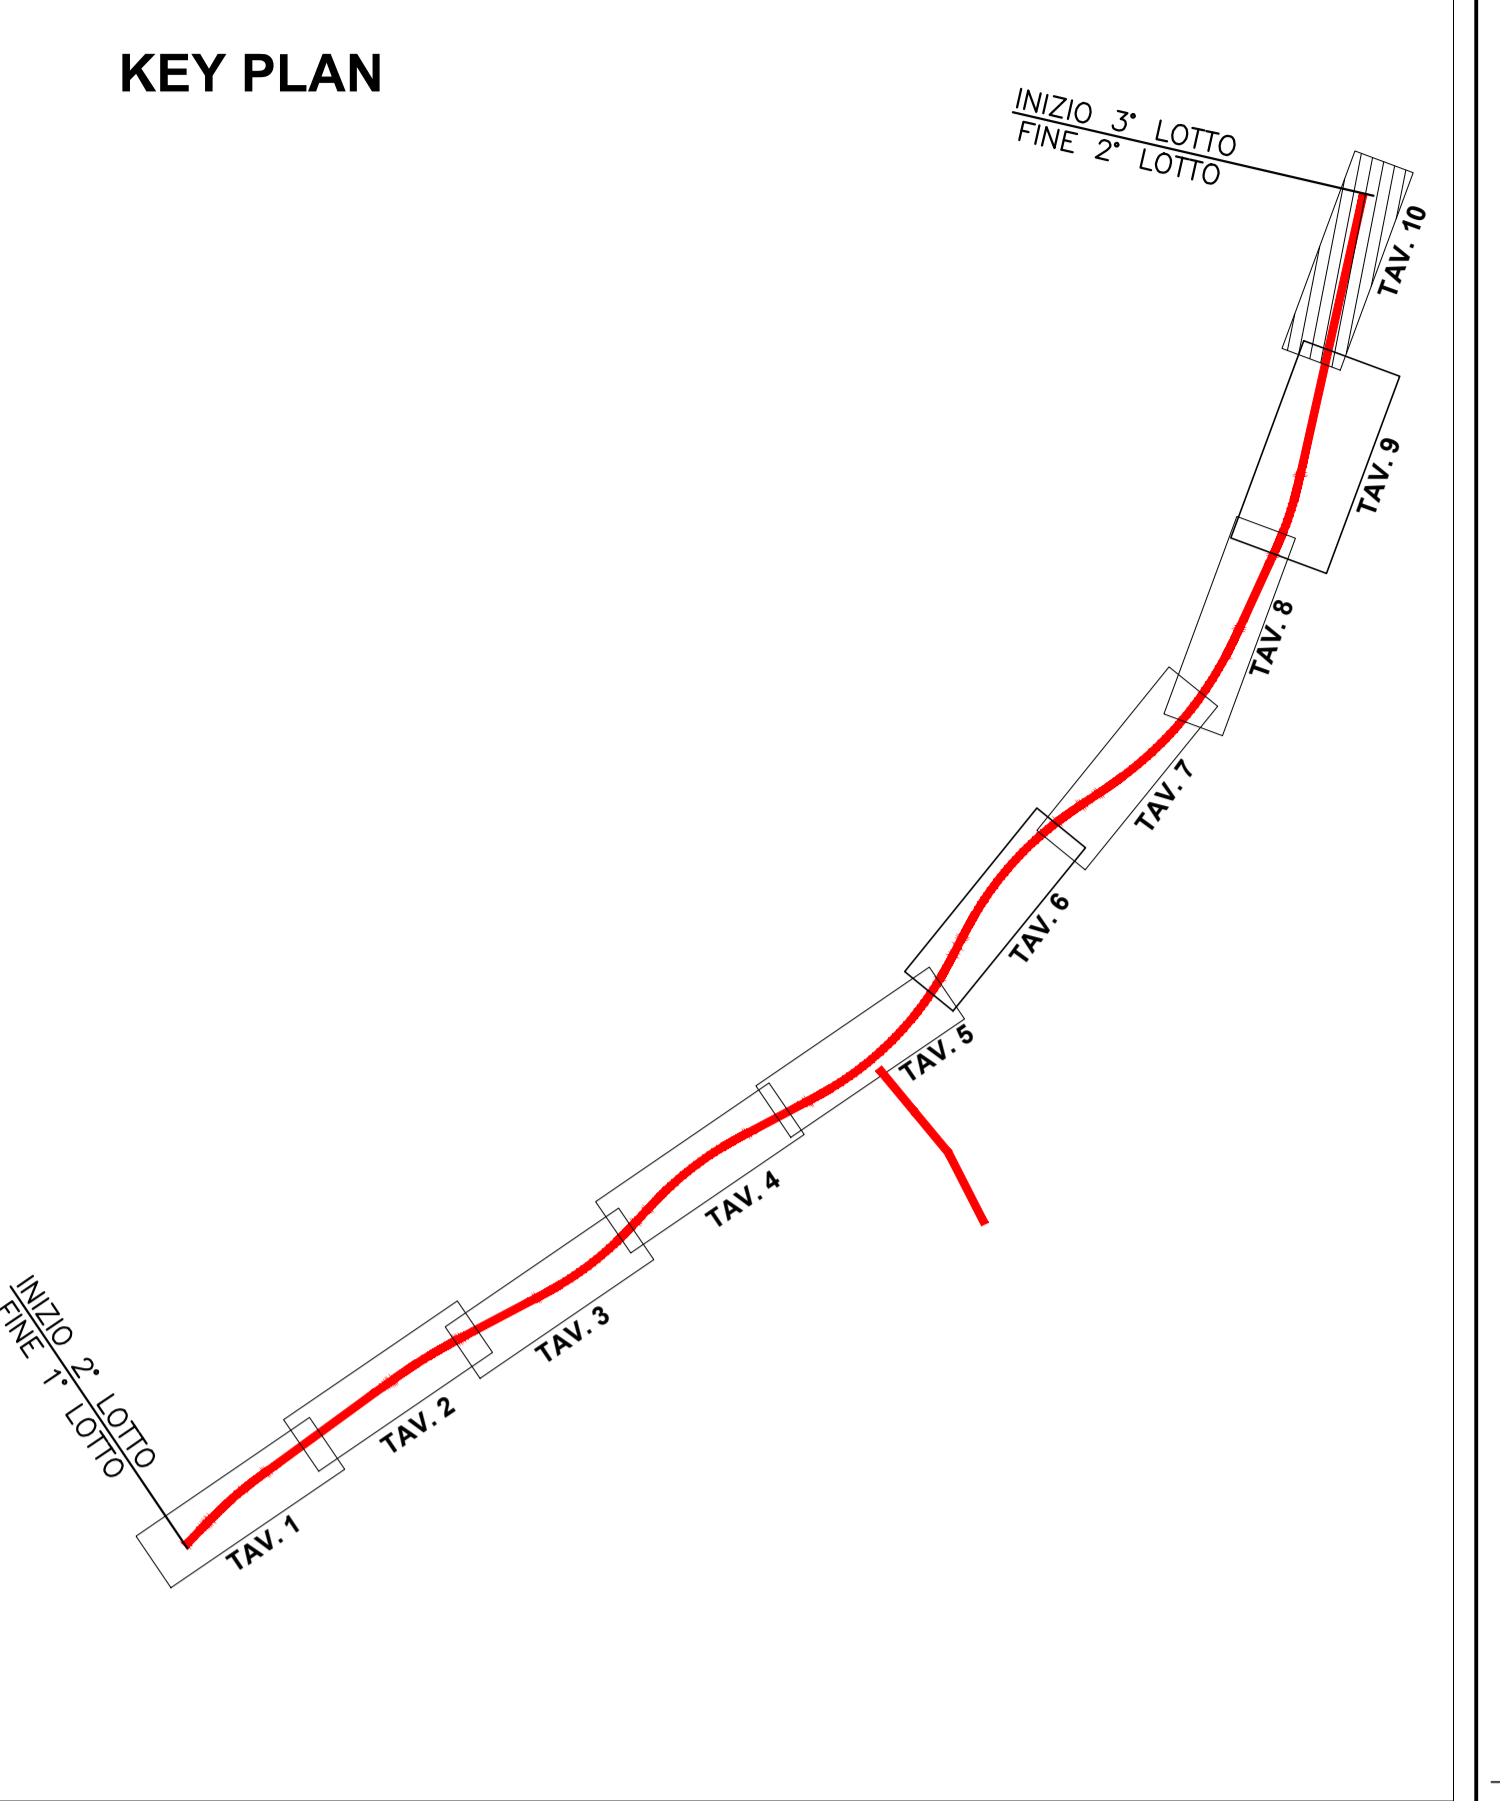 KEY PLAN
INIZIO 3° LOTTO
FINE 2° LOTTO
TAV. 10
TAV. 9
TAV. 8
TAV. 7
TAV. 6
TAV. 5
TAV. 4
TAV. 3
TAV. 2
TAV. 1
INIZIO 2° LOTTO
FINE 1° LOTTO